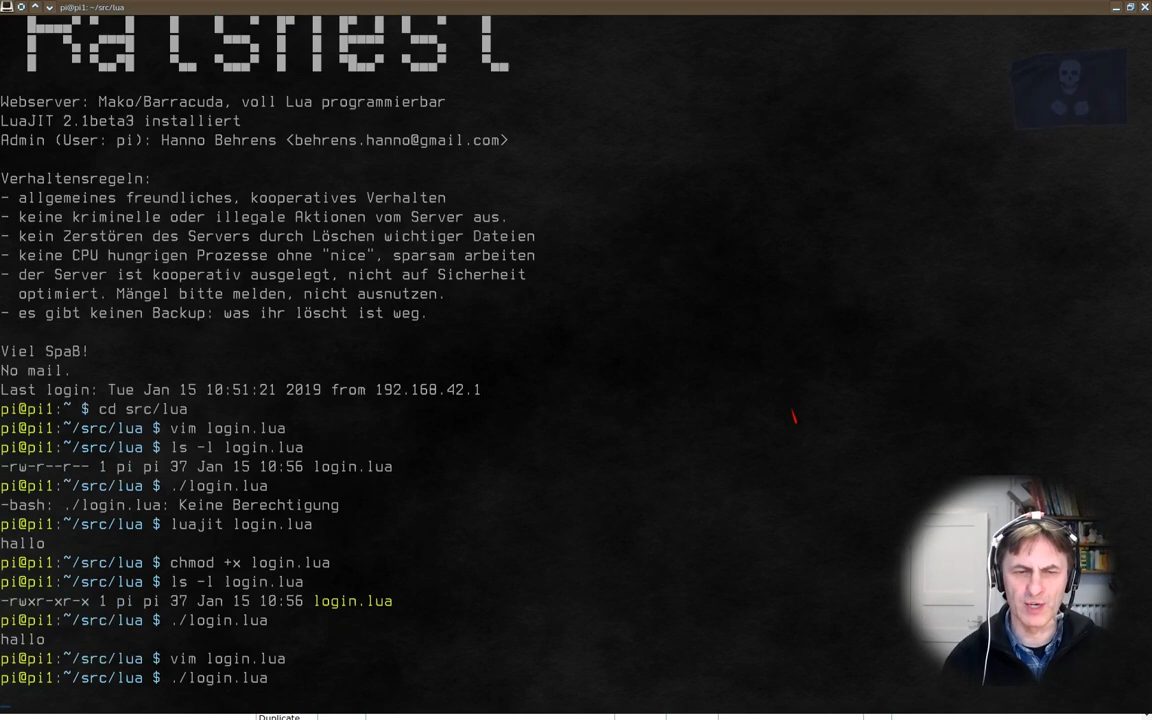 pi@pi1: ~/src/lua
Ratsnest
Webserver: Mako/Barracuda, voll Lua programmierbar
LuaJIT 2.1beta3 installiert
Admin (User: pi): Hanno Behrens <behrens.hanno@gmail.com>
Verhaltensregeln:
- allgemeines freundliches, kooperatives Verhalten
- keine kriminelle oder illegale Aktionen vom Server aus.
- kein Zerstören des Servers durch Löschen wichtiger Dateien
- keine CPU hungrigen Prozesse ohne "nice", sparsam arbeiten
- der Server ist kooperativ ausgelegt, nicht auf Sicherheit
optimiert. Mängel bitte melden, nicht ausnutzen.
- es gibt keinen Backup: was ihr löscht ist weg.
Viel Spaß!
No mail.
Last login: Tue Jan 15 10:51:21 2019 from 192.168.42.1
pi@pi1:~ $ cd src/lua
pi@pi1:~/src/lua $ vim login.lua
pi@pi1:~/src/lua $ ls -l login.lua
-rw-r--r-- 1 pi pi 37 Jan 15 10:56 login.lua
pi@pi1:~/src/lua $ ./login.lua
-bash: ./login.lua: Keine Berechtigung
pi@pi1:~/src/lua $ luajit login.lua
hallo
pi@pi1:~/src/lua $ chmod +x login.lua
pi@pi1:~/src/lua $ ls -l login.lua
-rwxr-xr-x 1 pi pi 37 Jan 15 10:56 login.lua
pi@pi1:~/src/lua $ ./login.lua
hallo
pi@pi1:~/src/lua $ vim login.lua
pi@pi1:~/src/lua $ ./login.lua
Duplicate